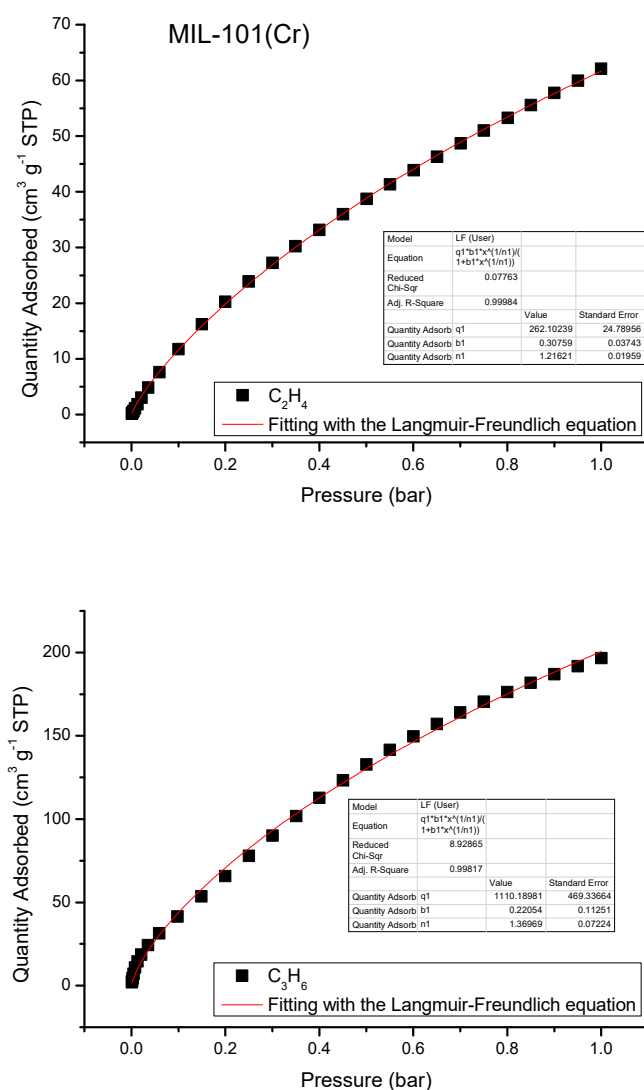 MIL-101(Cr)
70
60
50
40
30
20
10
0
Quantity Adsorbed (cm³ g⁻¹ STP)
Model LF (User)
Equation q1*b1*x^(1/n1)/(
1+b1*x^(1/n1))
Reduced
Chi-Sqr 0.07763
Adj. R-Square 0.99984
Value Standard Error
Quantity Adsorb q1 262.10239 24.78956
Quantity Adsorb b1 0.30759 0.03743
Quantity Adsorb n1 1.21621 0.01959
C₂H₄
Fitting with the Langmuir-Freundlich equation
0.0 0.2 0.4 0.6 0.8 1.0
Pressure (bar)
200
150
100
50
0
Quantity Adsorbed (cm³ g⁻¹ STP)
Model LF (User)
Equation q1*b1*x^(1/n1)/(
1+b1*x^(1/n1))
Reduced
Chi-Sqr 8.92865
Adj. R-Square 0.99817
Value Standard Error
Quantity Adsorb q1 1110.18981 469.33664
Quantity Adsorb b1 0.22054 0.11251
Quantity Adsorb n1 1.36969 0.07224
C₃H₆
Fitting with the Langmuir-Freundlich equation
0.0 0.2 0.4 0.6 0.8 1.0
Pressure (bar)